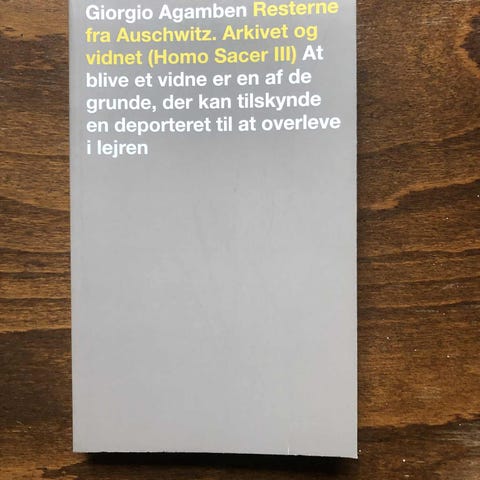 Giorgio Agamben Resterne
fra Auschwitz. Arkivet og
vidnet (Homo Sacer III) At
blive et vidne er en af de
grunde, der kan tilskynde
en deporteret til at overleve
i lejren